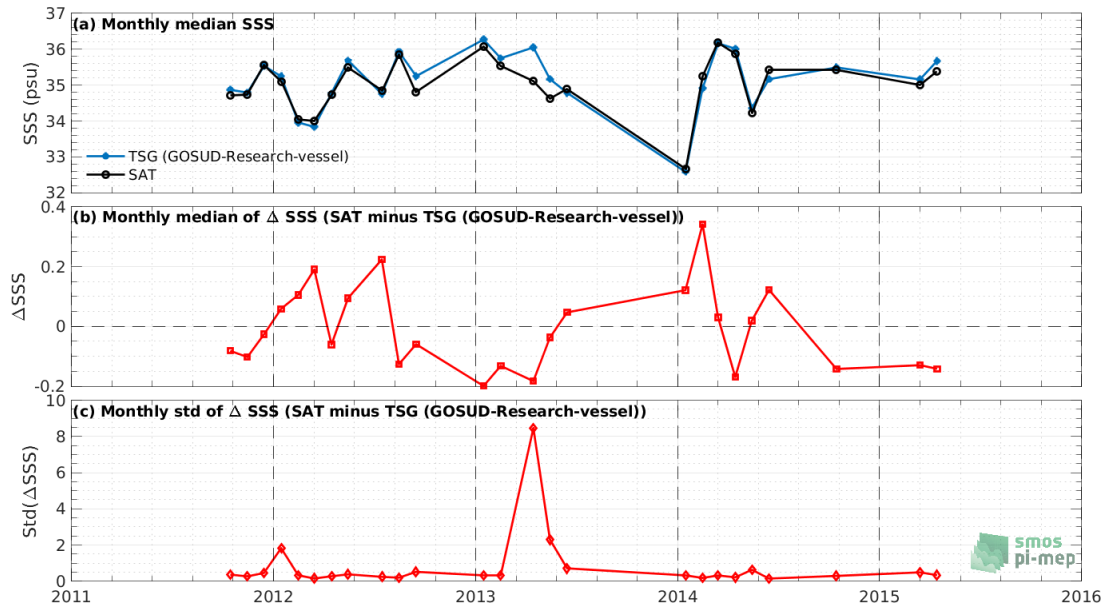 (a) Monthly median SSS
SSS (psu)
37
36
35
34
33
32
TSG (GOSUD-Research-vessel)
SAT
(b) Monthly median of Δ SSS (SAT minus TSG (GOSUD-Research-vessel))
ΔSSS
0.4
0.2
0
-0.2
(c) Monthly std of Δ SSS (SAT minus TSG (GOSUD-Research-vessel))
Std(ΔSSS)
10
8
6
4
2
0
smos
pi-mep
2011 2012 2013 2014 2015 2016